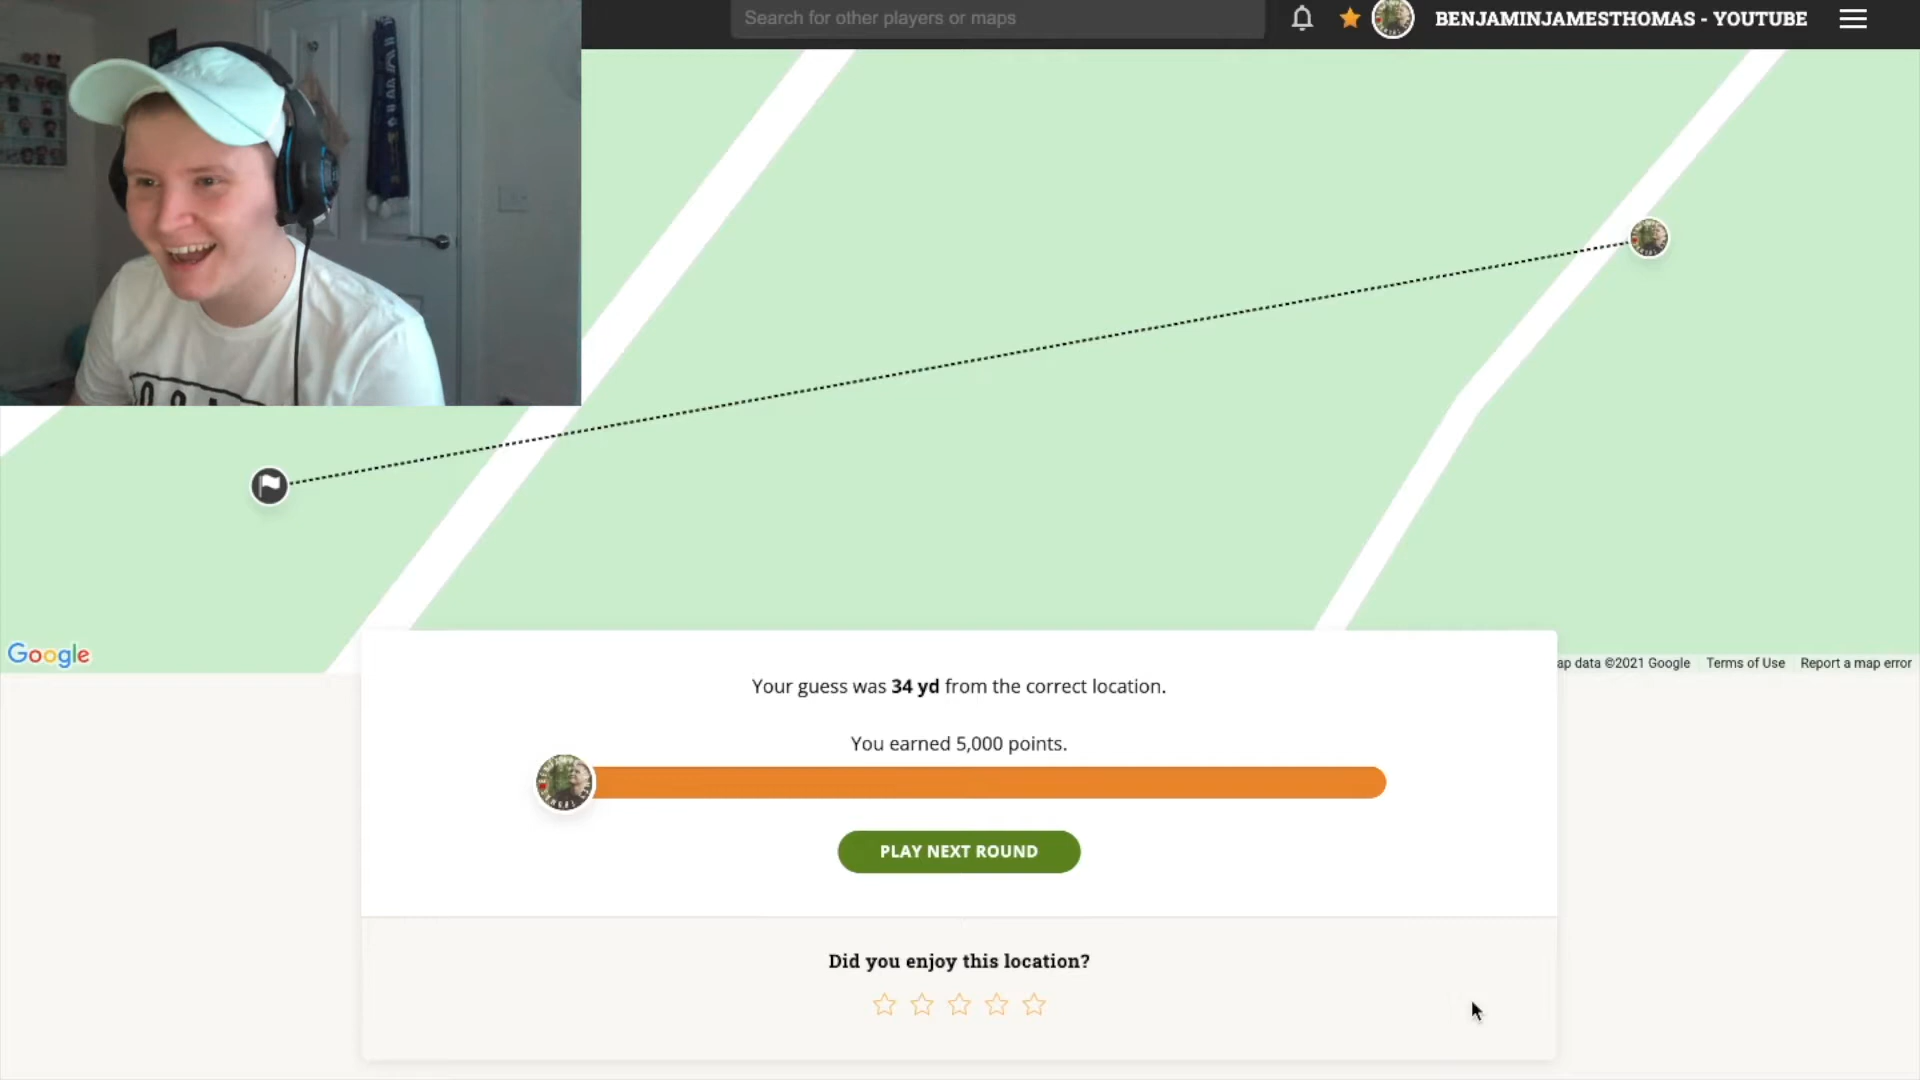 Search for other players or maps
BENJAMINJAMESTHOMAS - YOUTUBE
Google
ap data ©2021 Google
Terms of Use
Report a map error
Your guess was 34 yd from the correct location.
You earned 5,000 points.
PLAY NEXT ROUND
Did you enjoy this location?